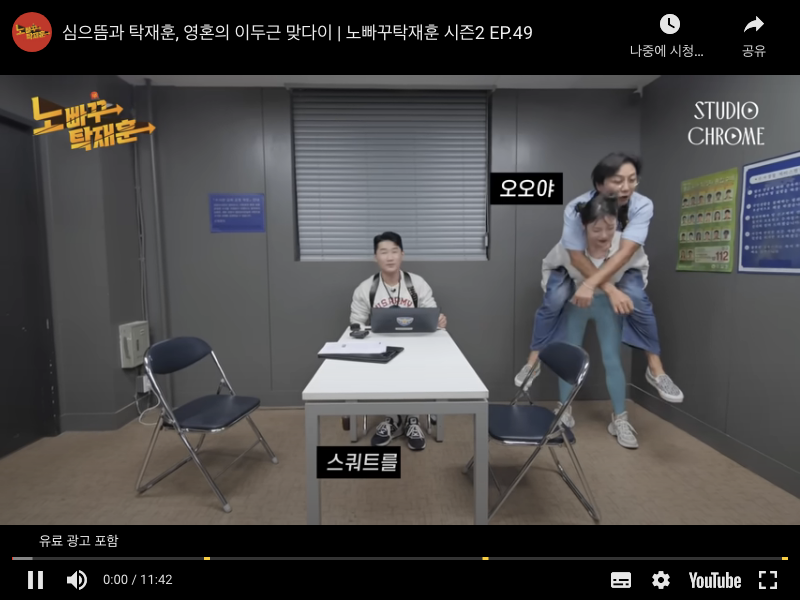 심으뜸과 탁재훈, 영혼의 이두근 맞다이 | 노빠꾸탁재훈 시즌2 EP.49
나중에 시청...
공유
노빠꾸
탁재훈
STUDIO
CHROME
오오야
112
스쿼트를
유료 광고 포함
0:00 / 11:42
YouTube